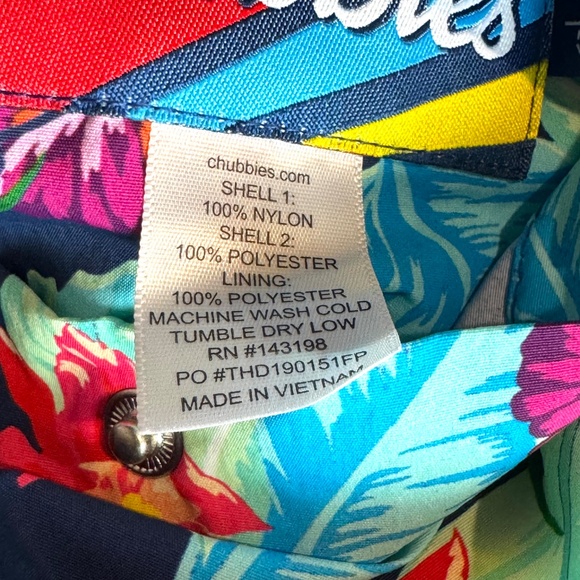 chubbies.com
SHELL 1:
100% NYLON
SHELL 2:
100% POLYESTER
LINING:
100% POLYESTER
MACHINE WASH COLD
TUMBLE DRY LOW
RN #143198
PO #THD190151FP
MADE IN VIETNAM